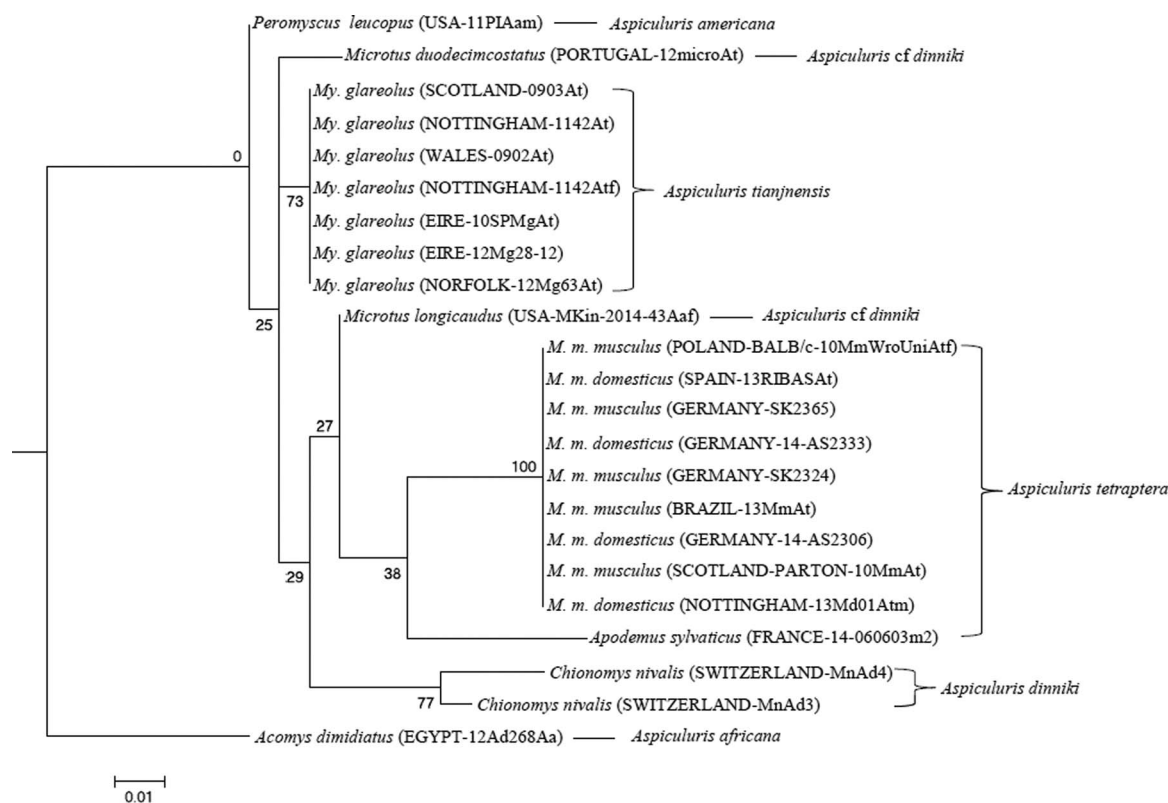 Peromyscus leucopus (USA-11PIAam) Aspiculuris americana
Microtus duodecimcostatus (PORTUGAL-12microAt) Aspiculuris cf dinniki
My. glareolus (SCOTLAND-0903At)
My. glareolus (NOTTINGHAM-1142At)
My. glareolus (WALES-0902At)
0
My. glareolus (NOTTINGHAM-1142Atf) Aspiculuris tianjnensis
73
My. glareolus (EIRE-10SPMgAt)
My. glareolus (EIRE-12Mg28-12)
My. glareolus (NORFOLK-12Mg63At)
Microtus longicaudus (USA-MKin-2014-43Aaf) Aspiculuris cf dinniki
25
M. m. musculus (POLAND-BALB/c-10MmWroUniAtf)
M. m. domesticus (SPAIN-13RIBASAt)
M. m. musculus (GERMANY-SK2365)
27
M. m. domesticus (GERMANY-14-AS2333)
100
M. m. musculus (GERMANY-SK2324)
Aspiculuris tetraptera
M. m. musculus (BRAZIL-13MmAt)
M. m. domesticus (GERMANY-14-AS2306)
M. m. musculus (SCOTLAND-PARTON-10MmAt)
38
29
M. m. domesticus (NOTTINGHAM-13Md01Atm)
Apodemus sylvaticus (FRANCE-14-060603m2)
Chionomys nivalis (SWITZERLAND-MnAd4)
Aspiculuris dinniki
77
Chionomys nivalis (SWITZERLAND-MnAd3)
Acomys dimidiatus (EGYPT-12Ad268Aa) Aspiculuris africana
0.01